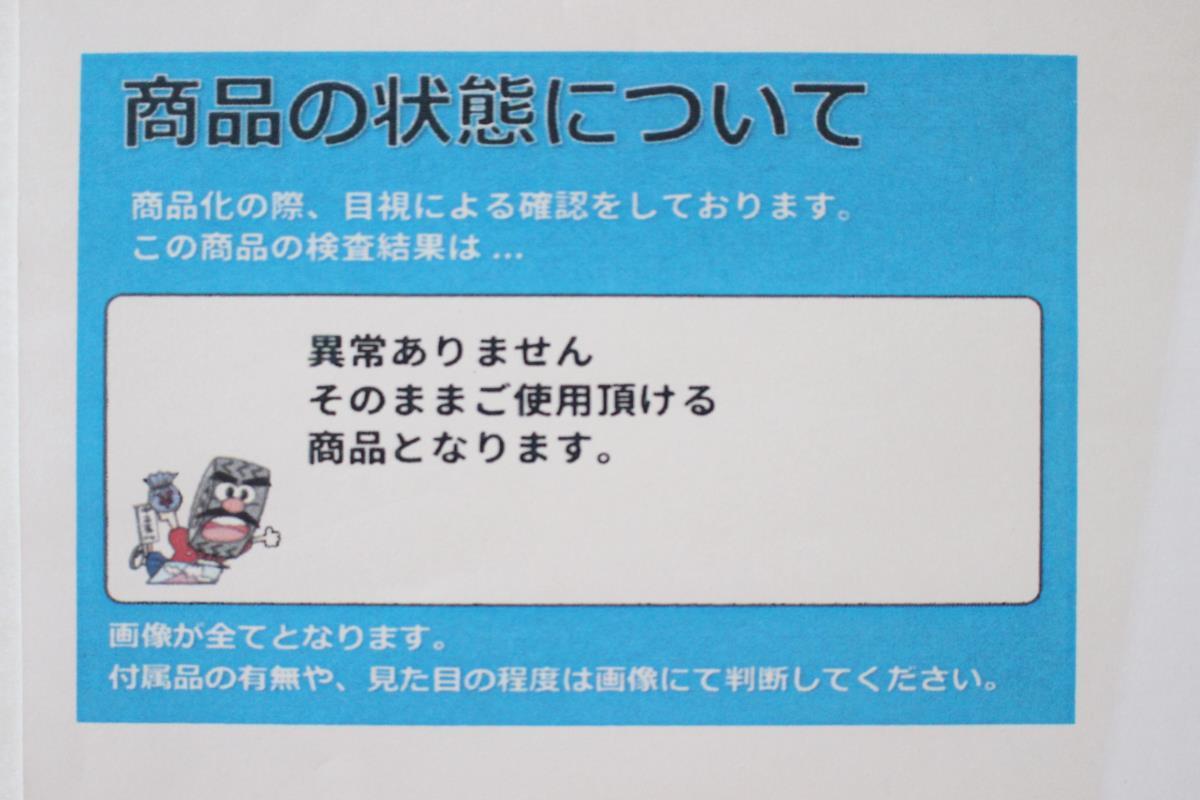 商品の状態について
商品化の際、目視による確認をしております。
この商品の検査結果は ...
異常ありません
そのままご使用頂ける
商品となります。
画像が全てとなります。
付属品の有無や、見た目の程度は画像にて判断してください。